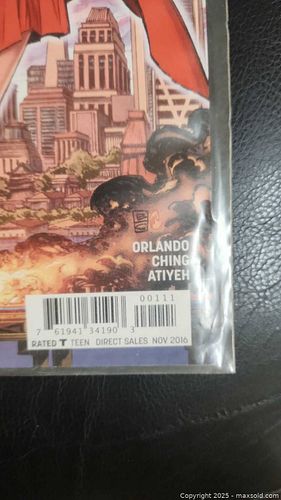 ORLANDO
CHING
ATIYEH
00111
7 61941 34190 3
RATED T TEEN DIRECT SALES NOV 2016
Copyright © 2025 - maxsold.com